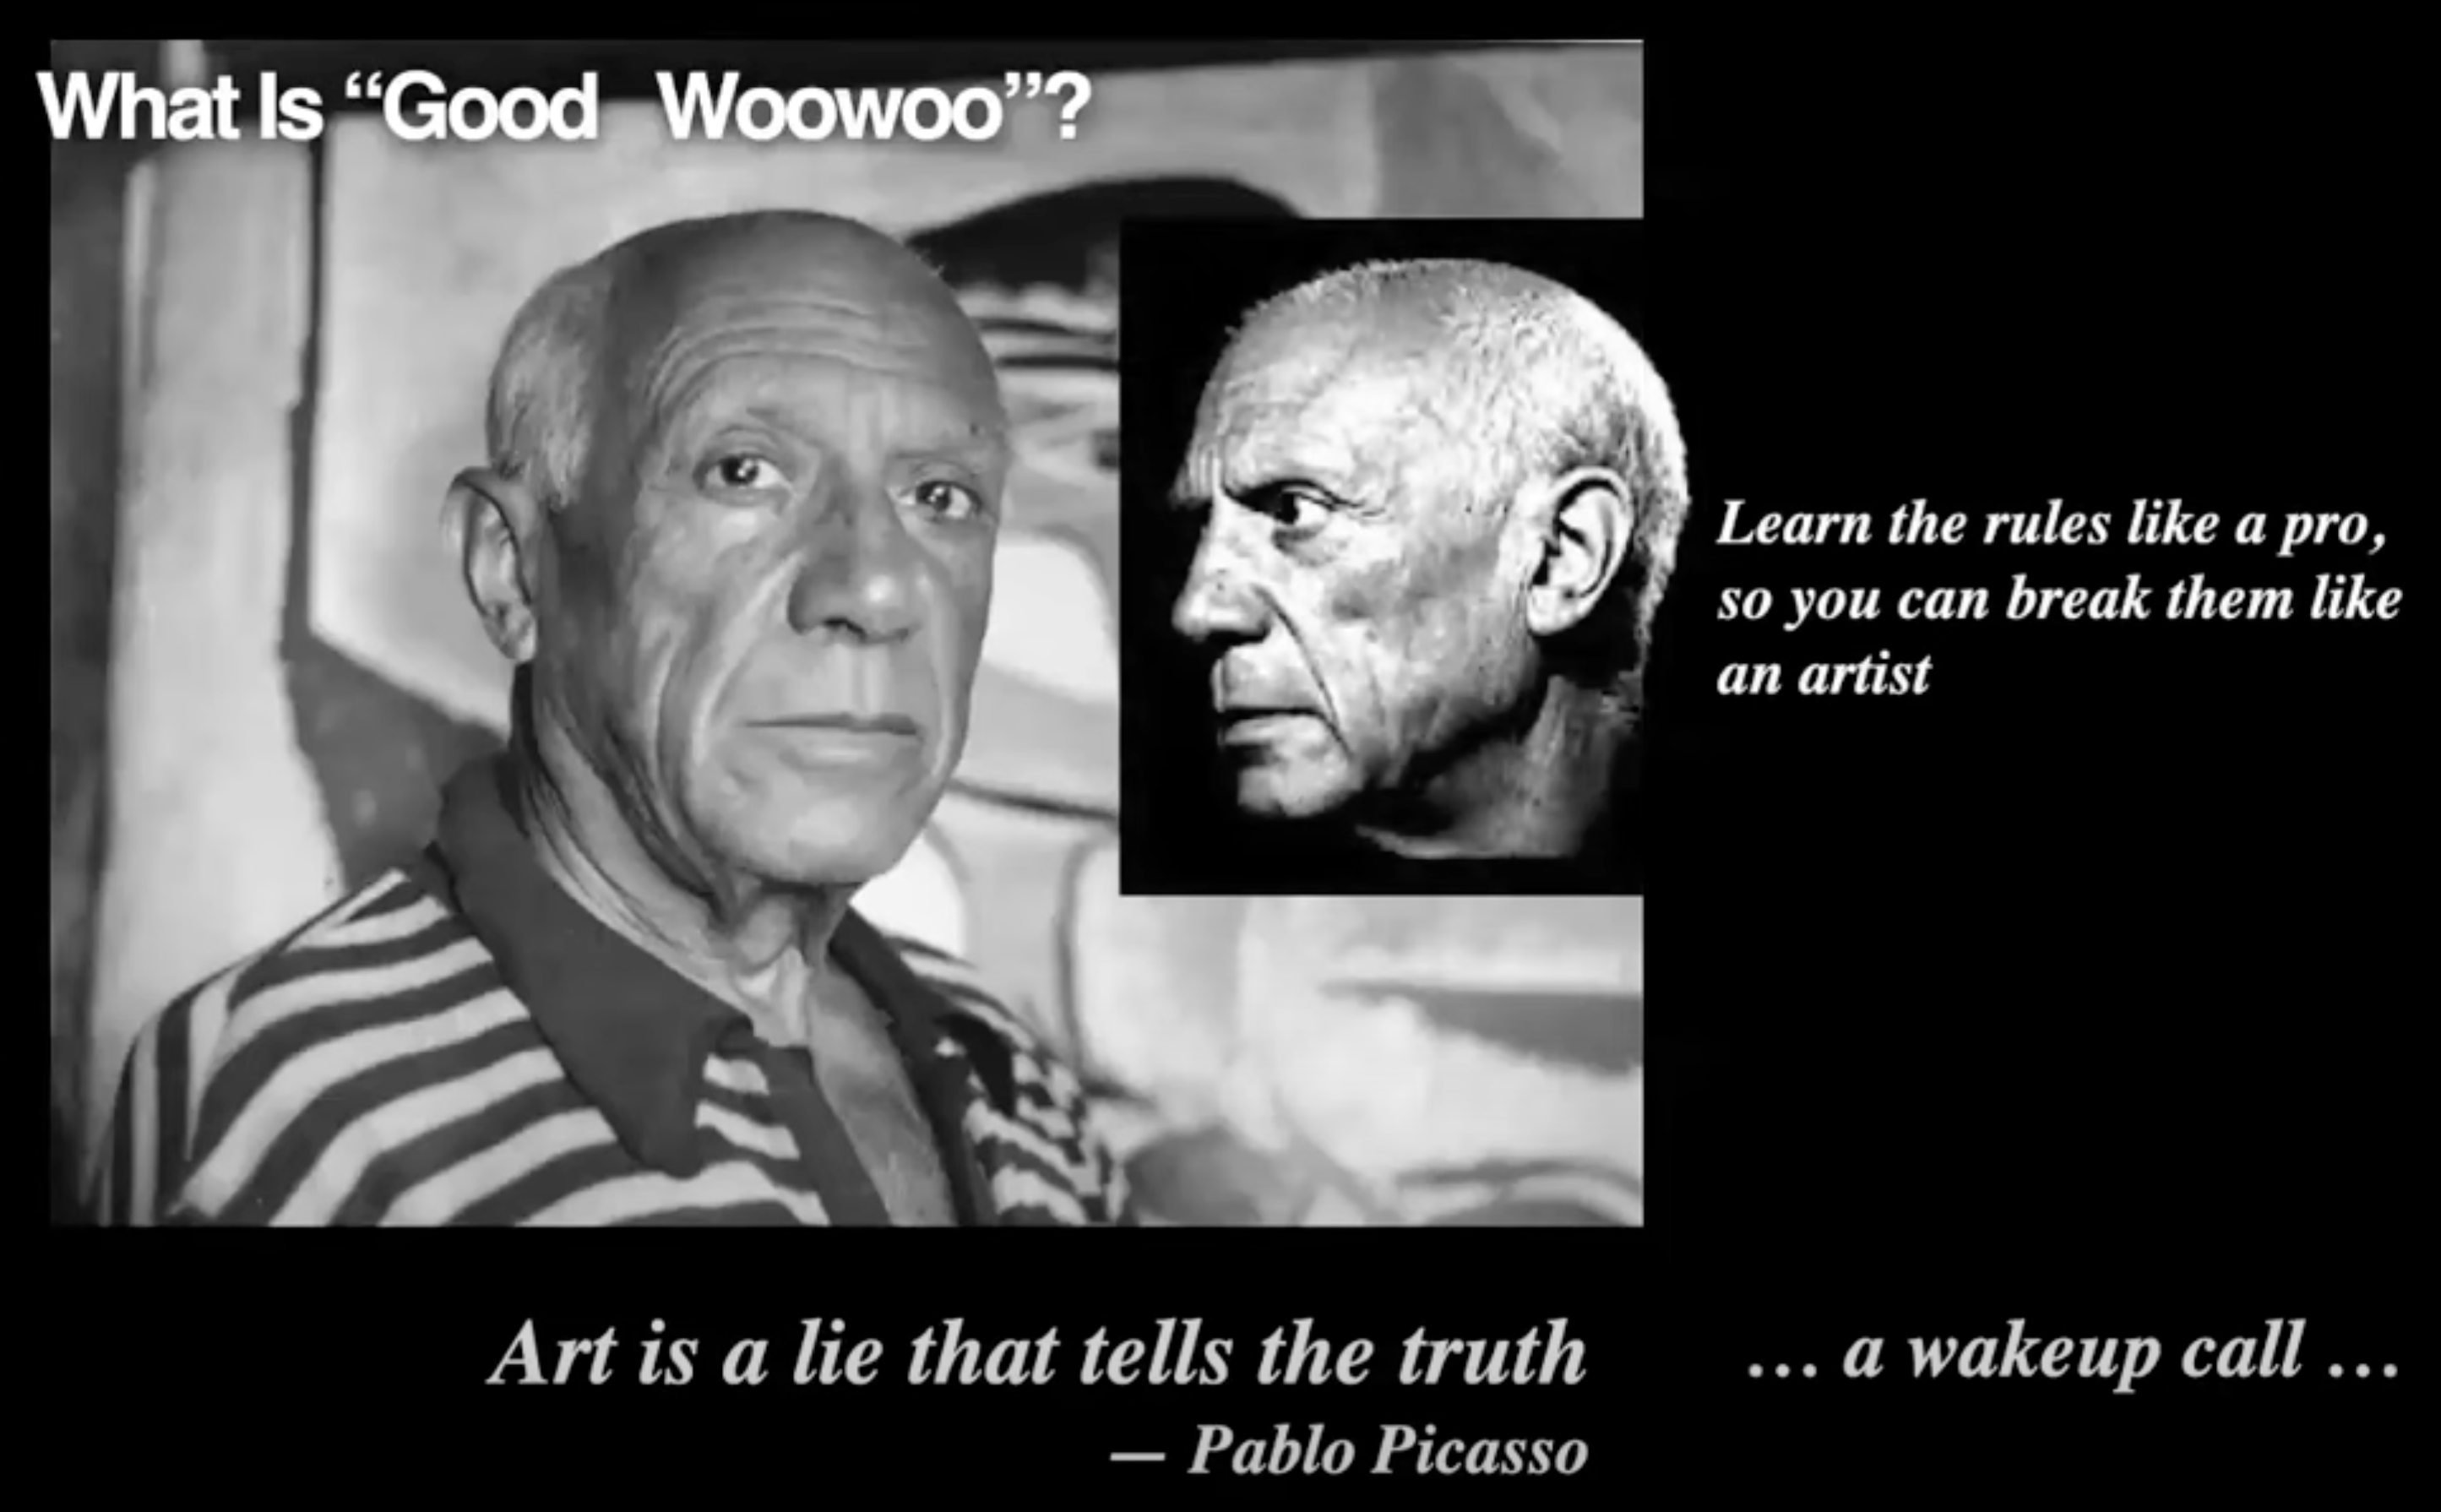 What Is “Good Woowoo”?
Learn the rules like a pro,
so you can break them like
an artist
Art is a lie that tells the truth
— Pablo Picasso
... a wakeup call ...